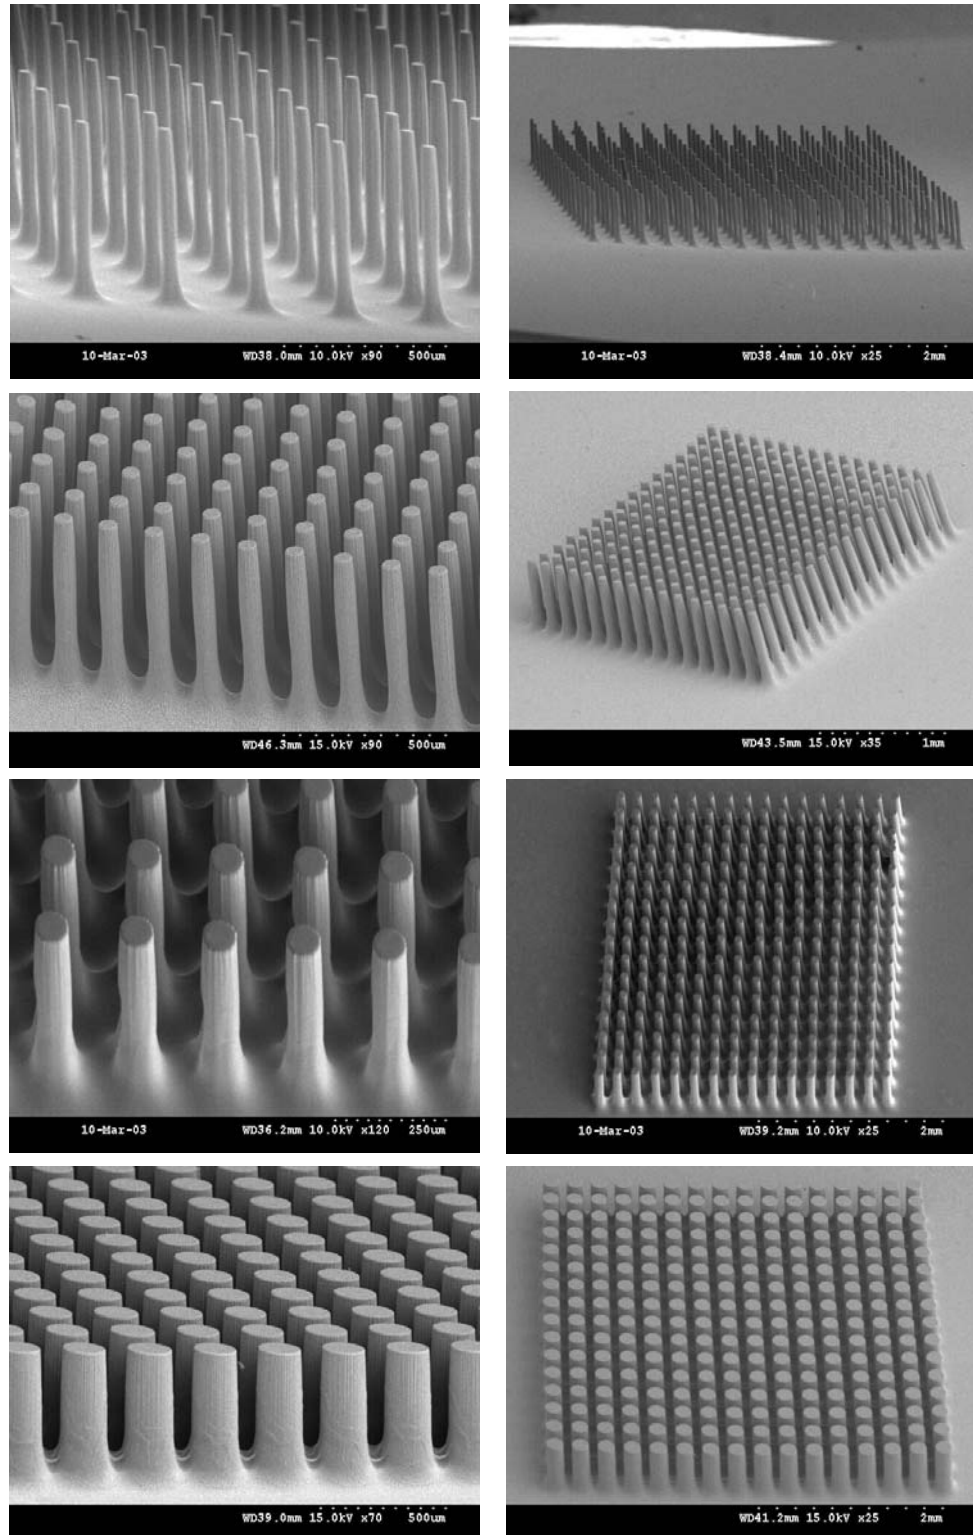 10-Mar-03 WD38.0mm 10.0kV x90 500um
10-Mar-03 WD38.4mm 10.0kV x25 2mm
WD46.3mm 15.0kV x90 500um
WD43.5mm 15.0kV x35 1mm
10-Mar-03 WD36.2mm 10.0kV x120 250um
10-Mar-03 WD39.2mm 10.0kV x25 2mm
WD39.0mm 15.0kV x70 500um
WD41.2mm 15.0kV x25 2mm